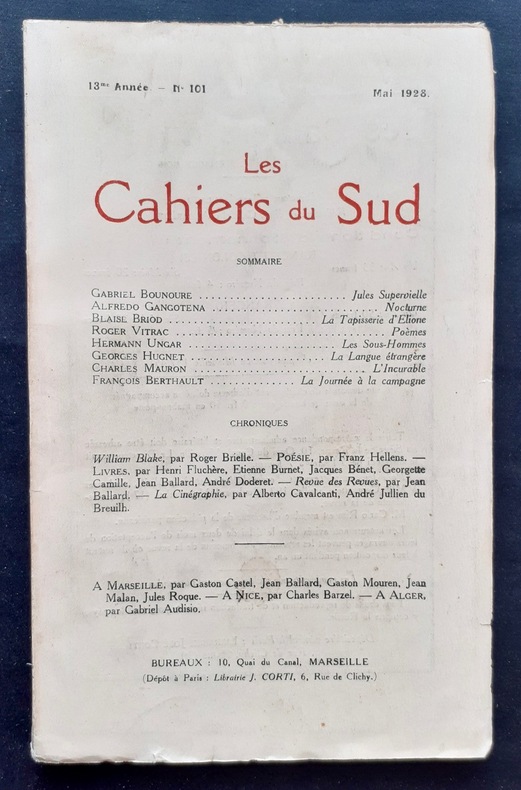 13me Année. — No 101
Mai 1928.
Les
Cahiers du Sud
SOMMAIRE
GABRIEL BOUNOURE ........................ Jules Supervielle
ALFREDO GANGOTENA ........................ Nocturne
BLAISE BRIOD ........................ La Tapisserie d'Elione
ROGER VITRAC ........................ Poèmes
HERMANN UNGAR ........................ Les Sous-Hommes
GEORGES HUGNET ........................ La Langue étrangère
CHARLES MAURON ........................ L'Incurable
FRANÇOIS BERTHAULT ............ La Journée à la campagne
CHRONIQUES
William Blake, par Roger Brielle. — POÉSIE, par Franz Hellens. —
LIVRES, par Henri Fluchère, Etienne Burnet, Jacques Bénet, Georgette
Camille, Jean Ballard, André Doderet. — Revue des Revues, par Jean
Ballard. — La Cinégraphie, par Alberto Cavalcanti, André Jullien du
Breuilh.
A MARSEILLE, par Gaston Castel, Jean Ballard, Gaston Mouren, Jean
Malan, Jules Roque. — A NICE, par Charles Barzel. — A ALGER,
par Gabriel Audisio.
BUREAUX : 10, Quai du Canal, MARSEILLE
(Dépôt à Paris : Librairie J. CORTI, 6, Rue de Clichy.)